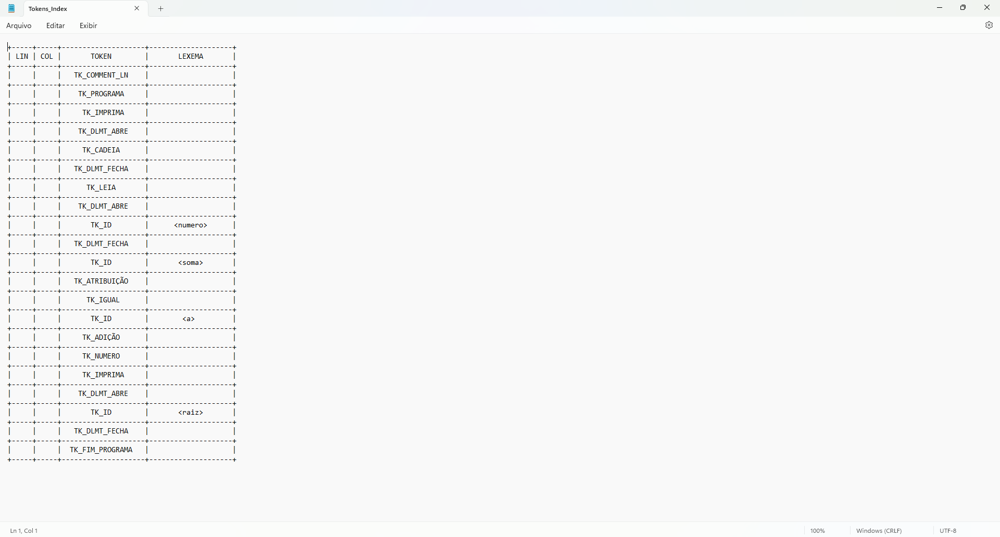 Tokens_Index
Arquivo Editar Exibir
+-----+-----+--------------------+--------------------+
| LIN | COL |       TOKEN        |       LEXEMA       |
+-----+-----+--------------------+--------------------+
|     |     |   TK_COMMENT_LN    |                    |
+-----+-----+--------------------+--------------------+
|     |     |    TK_PROGRAMA     |                    |
+-----+-----+--------------------+--------------------+
|     |     |     TK_IMPRIMA     |                    |
+-----+-----+--------------------+--------------------+
|     |     |    TK_DLMT_ABRE    |                    |
+-----+-----+--------------------+--------------------+
|     |     |     TK_CADEIA      |                    |
+-----+-----+--------------------+--------------------+
|     |     |   TK_DLMT_FECHA    |                    |
+-----+-----+--------------------+--------------------+
|     |     |      TK_LEIA       |                    |
+-----+-----+--------------------+--------------------+
|     |     |    TK_DLMT_ABRE    |                    |
+-----+-----+--------------------+--------------------+
|     |     |       TK_ID        |      <numero>      |
+-----+-----+--------------------+--------------------+
|     |     |   TK_DLMT_FECHA    |                    |
+-----+-----+--------------------+--------------------+
|     |     |       TK_ID        |       <soma>       |
+-----+-----+--------------------+--------------------+
|     |     |   TK_ATRIBUIÇÃO    |                    |
+-----+-----+--------------------+--------------------+
|     |     |      TK_IGUAL      |                    |
+-----+-----+--------------------+--------------------+
|     |     |       TK_ID        |        <a>         |
+-----+-----+--------------------+--------------------+
|     |     |     TK_ADIÇÃO      |                    |
+-----+-----+--------------------+--------------------+
|     |     |     TK_NUMERO      |                    |
+-----+-----+--------------------+--------------------+
|     |     |     TK_IMPRIMA     |                    |
+-----+-----+--------------------+--------------------+
|     |     |    TK_DLMT_ABRE    |                    |
+-----+-----+--------------------+--------------------+
|     |     |       TK_ID        |       <raiz>       |
+-----+-----+--------------------+--------------------+
|     |     |   TK_DLMT_FECHA    |                    |
+-----+-----+--------------------+--------------------+
|     |     |  TK_FIM_PROGRAMA   |                    |
+-----+-----+--------------------+--------------------+
Ln 1, Col 1 100% Windows (CRLF) UTF-8